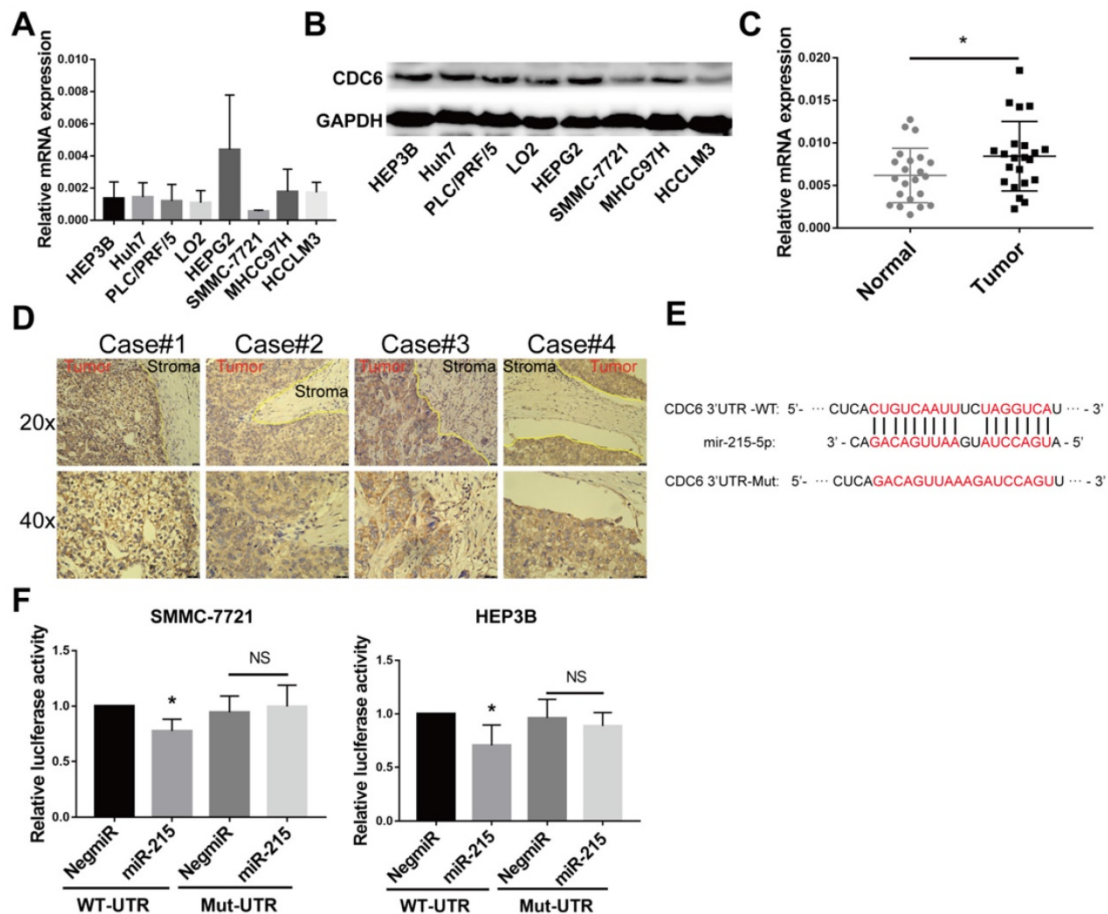 A
Relative mRNA expression
0.010
0.008
0.006
0.004
0.002
0.000
HEP3B
Huh7
PLC/PRF/5
LO2
HEPG2
SMMC-7721
MHCC97H
HCCLM3
B
CDC6
GAPDH
HEP3B
Huh7
PLC/PRF/5
LO2
HEPG2
SMMC-7721
MHCC97H
HCCLM3
C
Relative mRNA expression
0.020
0.015
0.010
0.005
0.000
*
Normal
Tumor
D
Case#1 Case#2 Case#3 Case#4
20x
Tumor Stroma
Tumor
Stroma
Tumor Stroma
Stroma Tumor
40x
E
CDC6 3'UTR -WT: 5'- ··· CUCACUGUCAAUUUCUAGGUCAU ··· - 3'
mir-215-5p: 3' - CAGACAGUUAAGUAUCCAGUA - 5'
CDC6 3'UTR-Mut: 5'- ··· CUCAGACAGUUAAAGAUCCAGUU ··· - 3'
F
SMMC-7721
Relative luciferase activity
1.5
1.0
0.5
0.0
*
NS
NegmiR
miR-215
NegmiR
miR-215
WT-UTR Mut-UTR
HEP3B
Relative luciferase activity
1.5
1.0
0.5
0.0
*
NS
NegmiR
miR-215
NegmiR
miR-215
WT-UTR Mut-UTR